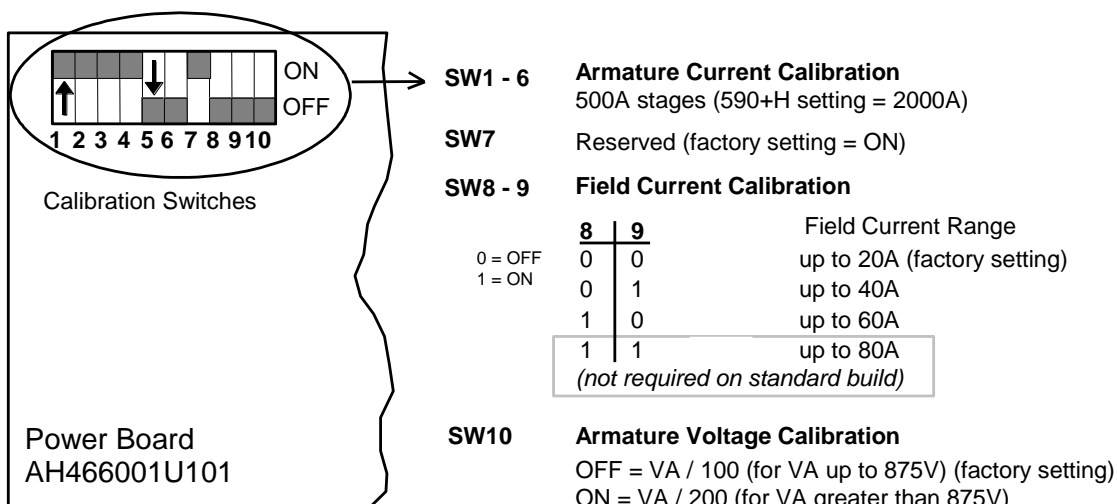 ON
OFF
1 2 3 4 5 6 7 8 9 10
Calibration Switches
SW1 - 6 Armature Current Calibration
500A stages (590+H setting = 2000A)
SW7 Reserved (factory setting = ON)
SW8 - 9 Field Current Calibration
8 9 Field Current Range
0 = OFF
1 = ON
0 0 up to 20A (factory setting)
0 1 up to 40A
1 0 up to 60A
1 1 up to 80A
(not required on standard build)
Power Board
AH466001U101
SW10 Armature Voltage Calibration
OFF = VA / 100 (for VA up to 875V) (factory setting)
ON = VA / 200 (for VA greater than 875V)